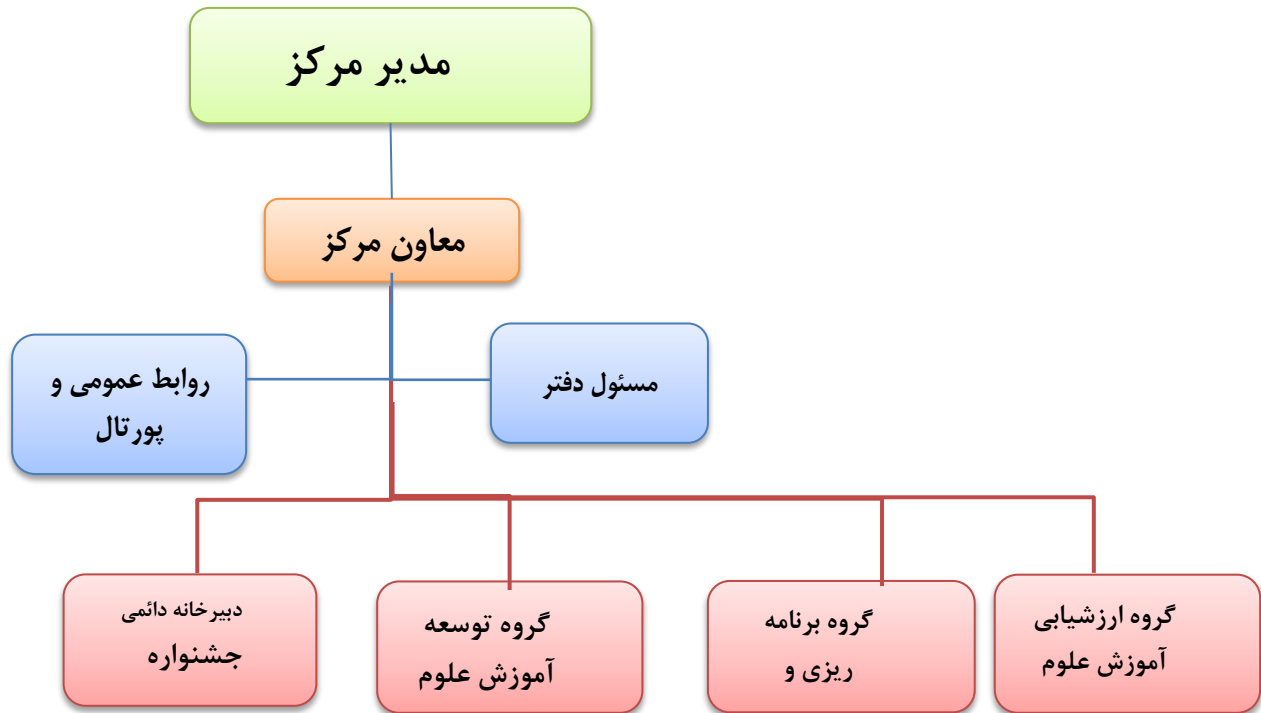 مدیر مرکز
معاون مرکز
مسئول دفتر
روابط عمومی و
پورتال
گروه ارزشیابی
آموزش علوم
گروه برنامه
ریزی و
گروه توسعه
آموزش علوم
دبیرخانه دائمی
جشنواره